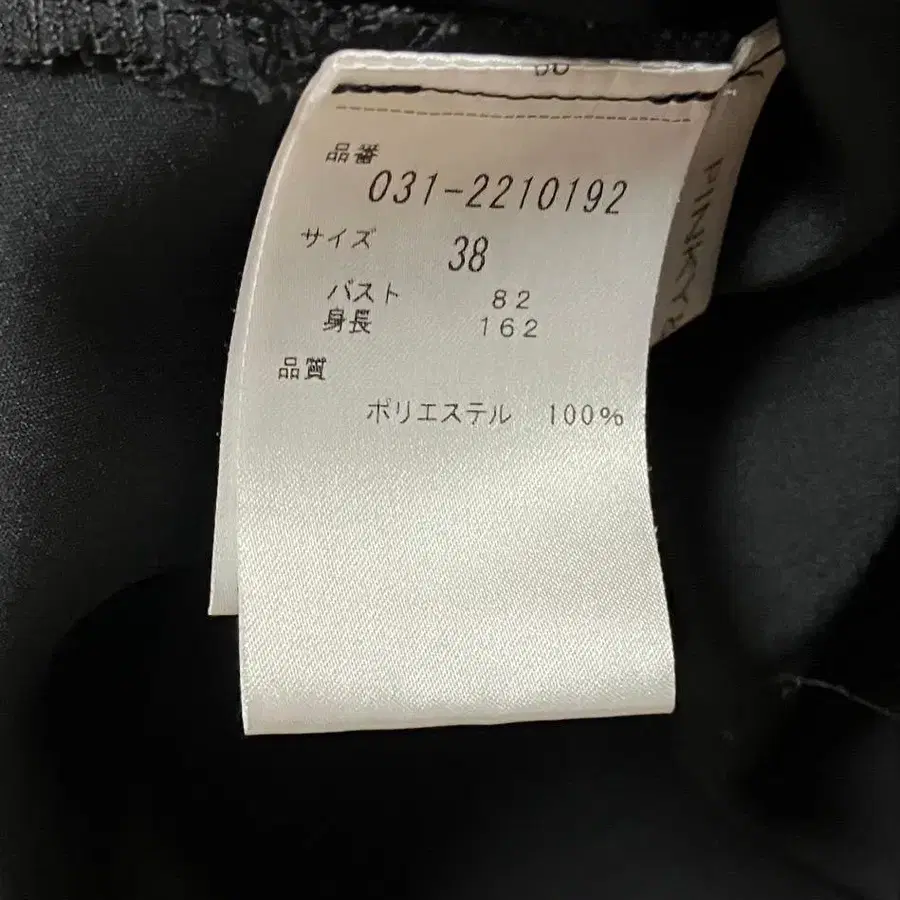 品番
031-2210192
サイズ 38
バスト 82
身長 162
品質
ポリエステル 100%
PINKY